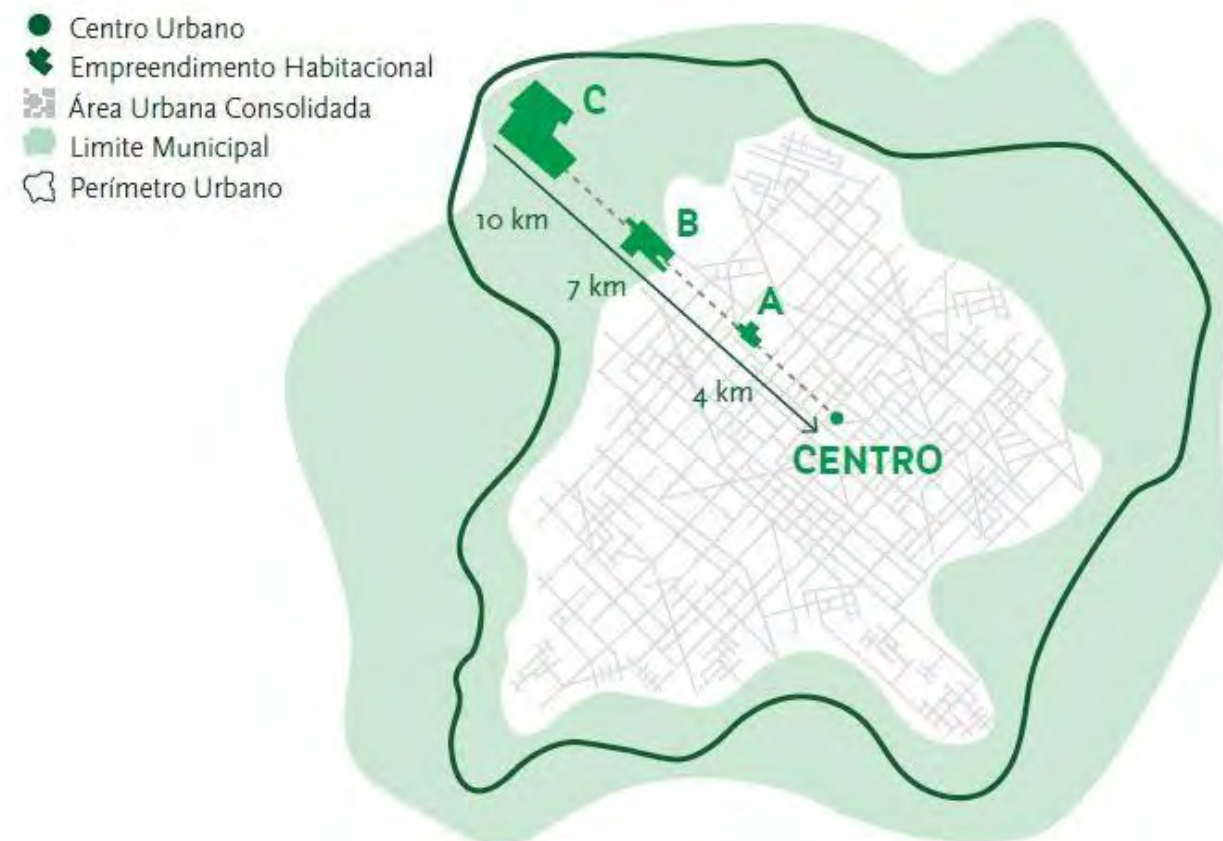 Centro Urbano
Empreendimento Habitacional
Área Urbana Consolidada
Limite Municipal
Perímetro Urbano
C
10 km
B
7 km
A
4 km
CENTRO